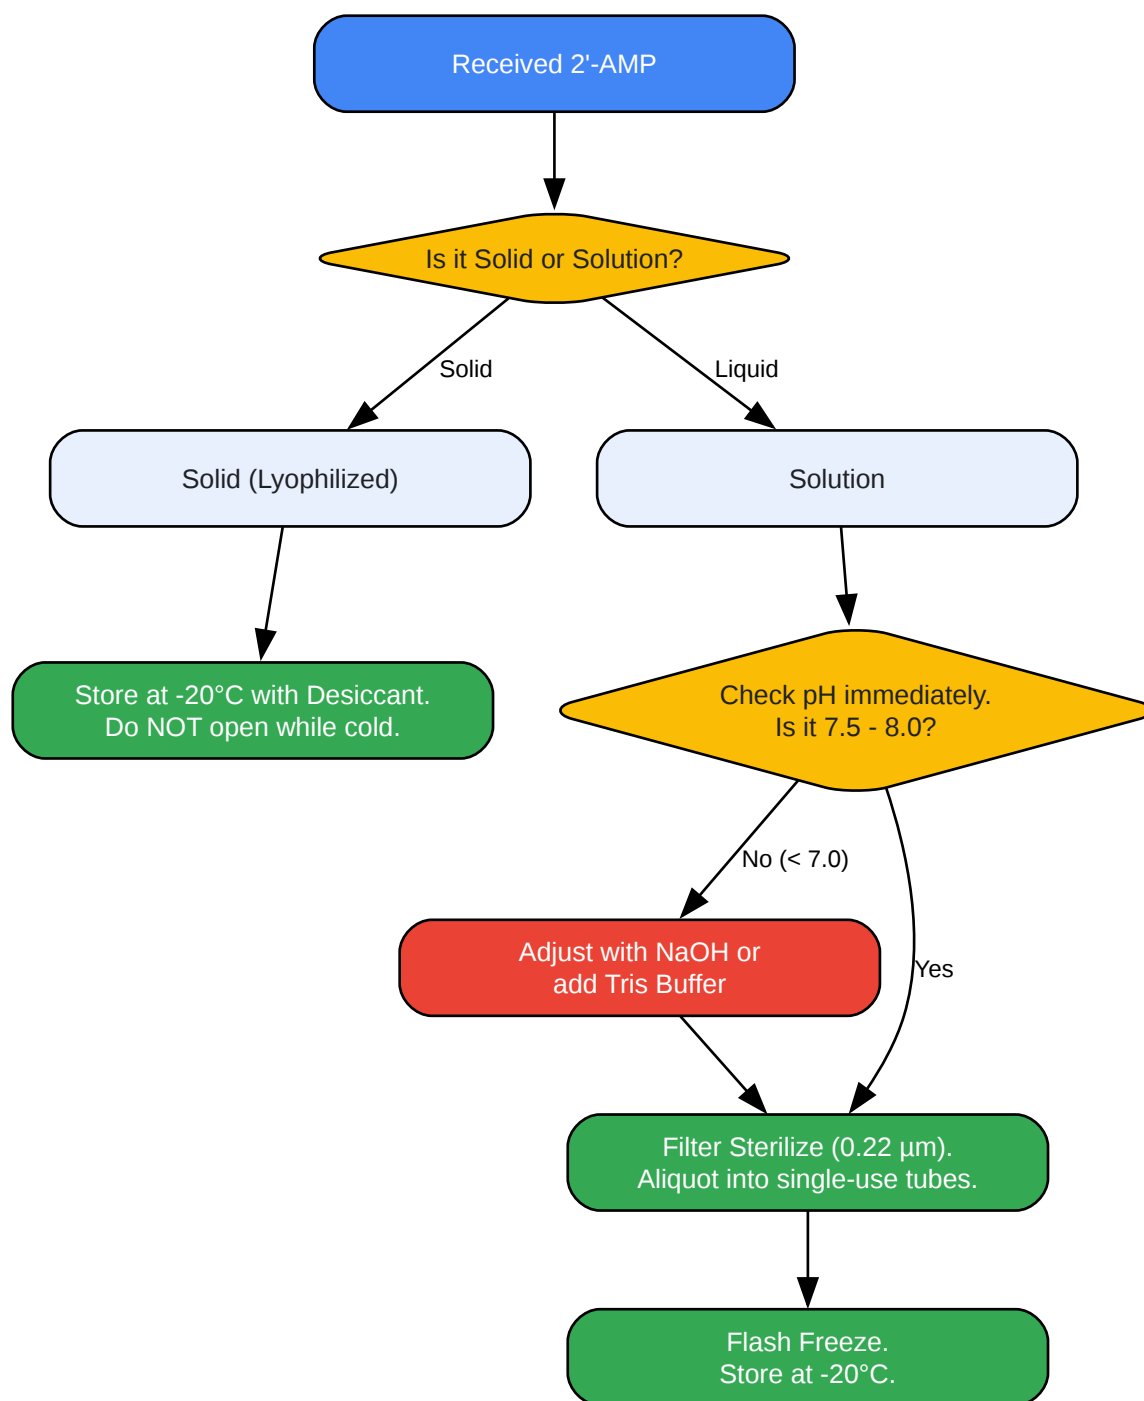 Received 2'-AMP
Is it Solid or Solution?
Solid
Liquid
Solid (Lyophilized)
Solution
Store at -20°C with Desiccant.
Do NOT open while cold.
Check pH immediately.
Is it 7.5 - 8.0?
No (< 7.0)
Adjust with NaOH or
add Tris Buffer
Yes
Filter Sterilize (0.22 µm).
Aliquot into single-use tubes.
Flash Freeze.
Store at -20°C.